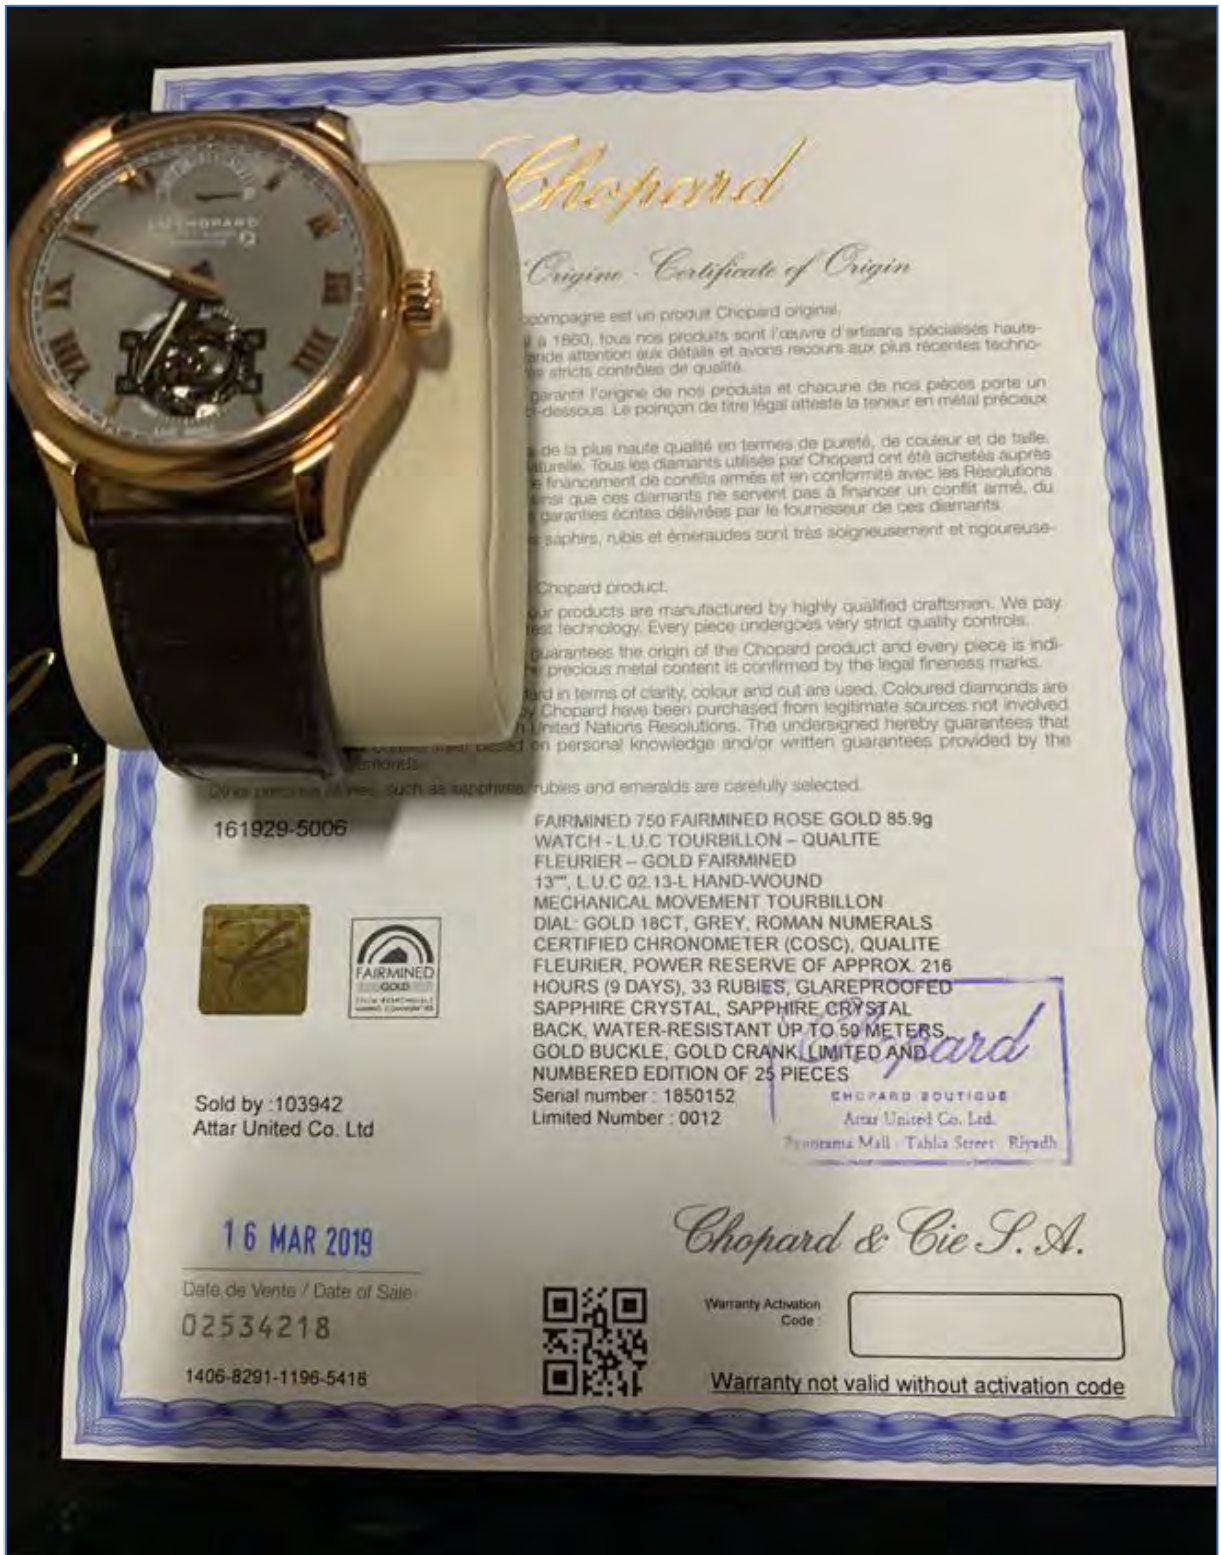 Chopard
Origine - Certificate of Origin
accompagne est un produit Chopard original.
à 1860, tous nos produits sont l'œuvre d'artisans spécialisés haute-
ande attention aux détails et avons recours aux plus récentes techno-
stricts contrôles de qualité.
garantit l'origine de nos produits et chacune de nos pièces porte un
ci-dessous. Le poinçon de titre légal atteste la teneur en métal précieux
de la plus haute qualité en termes de pureté, de couleur et de taille.
aturelle. Tous les diamants utilisés par Chopard ont été achetés auprès
financement de conflits armés et en conformité avec les Résolutions
insi que ces diamants ne servent pas à financer un conflit armé, du
garanties écrites délivrées par le fournisseur de ces diamants.
saphirs, rubis et émeraudes sont très soigneusement et rigoureuse-
Chopard product.
our products are manufactured by highly qualified craftsmen. We pay
est technology. Every piece undergoes very strict quality controls.
guarantees the origin of the Chopard product and every piece is indi-
precious metal content is confirmed by the legal fineness marks.
ard in terms of clarity, colour and cut are used. Coloured diamonds are
y Chopard have been purchased from legitimate sources not involved
United Nations Resolutions. The undersigned hereby guarantees that
based on personal knowledge and/or written guarantees provided by the
such as sapphires, rubies and emeralds are carefully selected.
161929-5006
FAIRMINED 750 FAIRMINED ROSE GOLD 85.9g
WATCH - L.U.C TOURBILLON – QUALITE
FLEURIER – GOLD FAIRMINED
13''', L.U.C 02.13-L HAND-WOUND
MECHANICAL MOVEMENT TOURBILLON
DIAL: GOLD 18CT, GREY, ROMAN NUMERALS
CERTIFIED CHRONOMETER (COSC), QUALITE
FLEURIER, POWER RESERVE OF APPROX. 216
HOURS (9 DAYS), 33 RUBIES, GLAREPROOFED
SAPPHIRE CRYSTAL, SAPPHIRE CRYSTAL
BACK, WATER-RESISTANT UP TO 50 METERS,
GOLD BUCKLE, GOLD CRANK, LIMITED AND
NUMBERED EDITION OF 25 PIECES
Serial number : 1850152
Limited Number : 0012
FAIRMINED
GOLD
Chopard
CHOPARD BOUTIQUE
Attar United Co. Ltd.
Panorama Mall - Tahlia Street - Riyadh
Sold by :103942
Attar United Co. Ltd
16 MAR 2019
Date de Vente / Date of Sale
02534218
1406-8291-1196-5418
Chopard & Cie S.A.
Warranty Activation
Code :
Warranty not valid without activation code